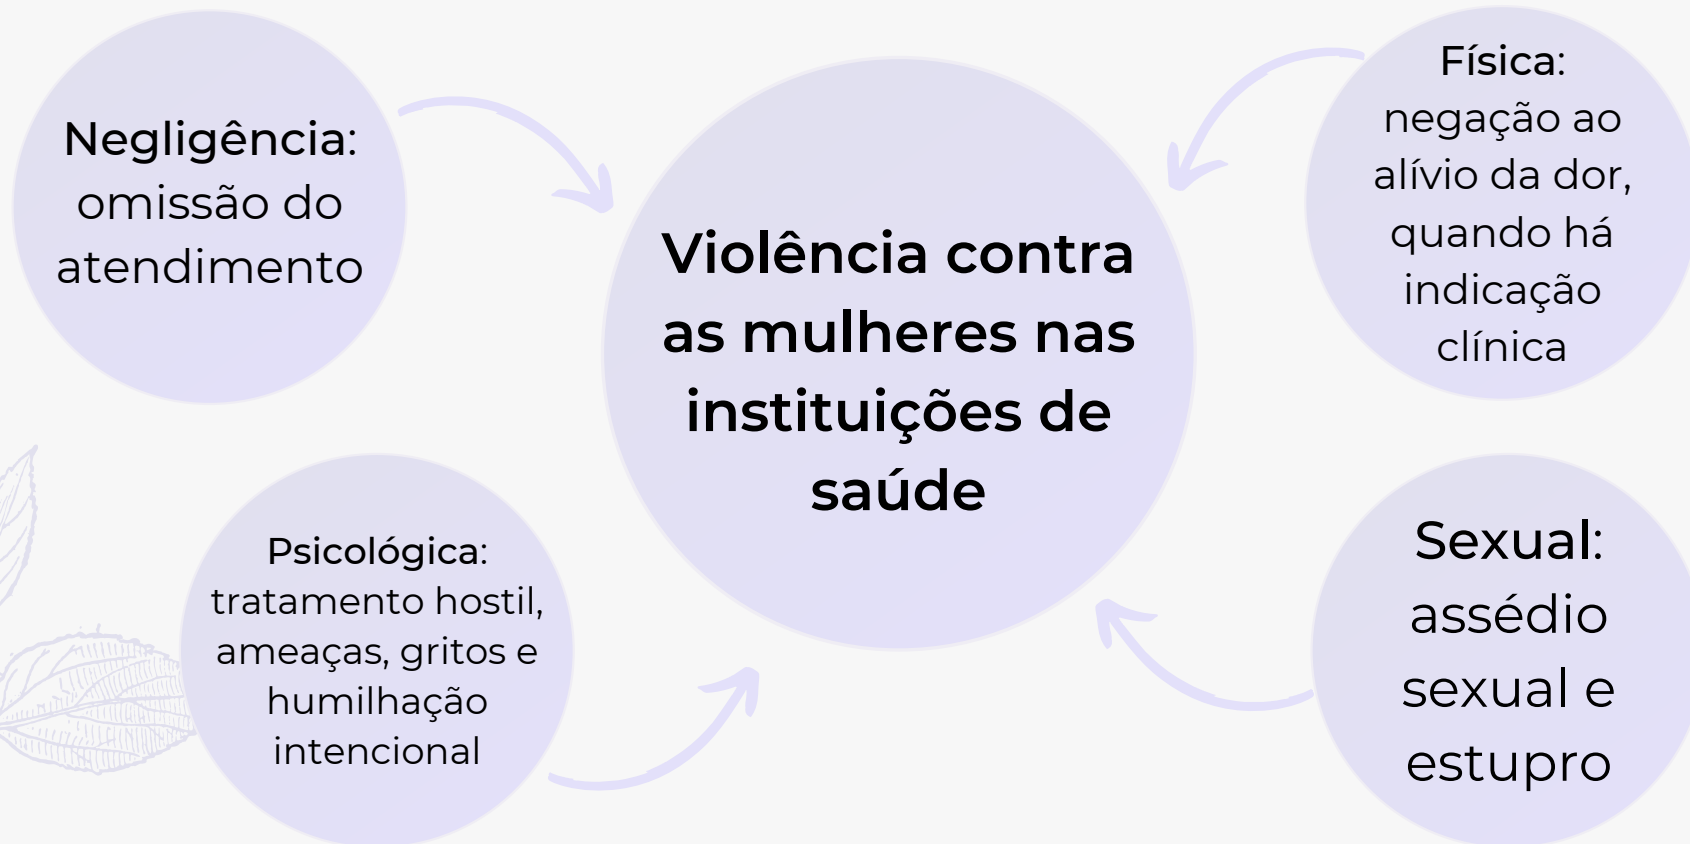 Negligência:
omissão do
atendimento
Violência contra
as mulheres nas
instituições de
saúde
Física:
negação ao
alívio da dor,
quando há
indicação
clínica
Psicológica:
tratamento hostil,
ameaças, gritos e
humilhação
intencional
Sexual:
assédio
sexual e
estupro